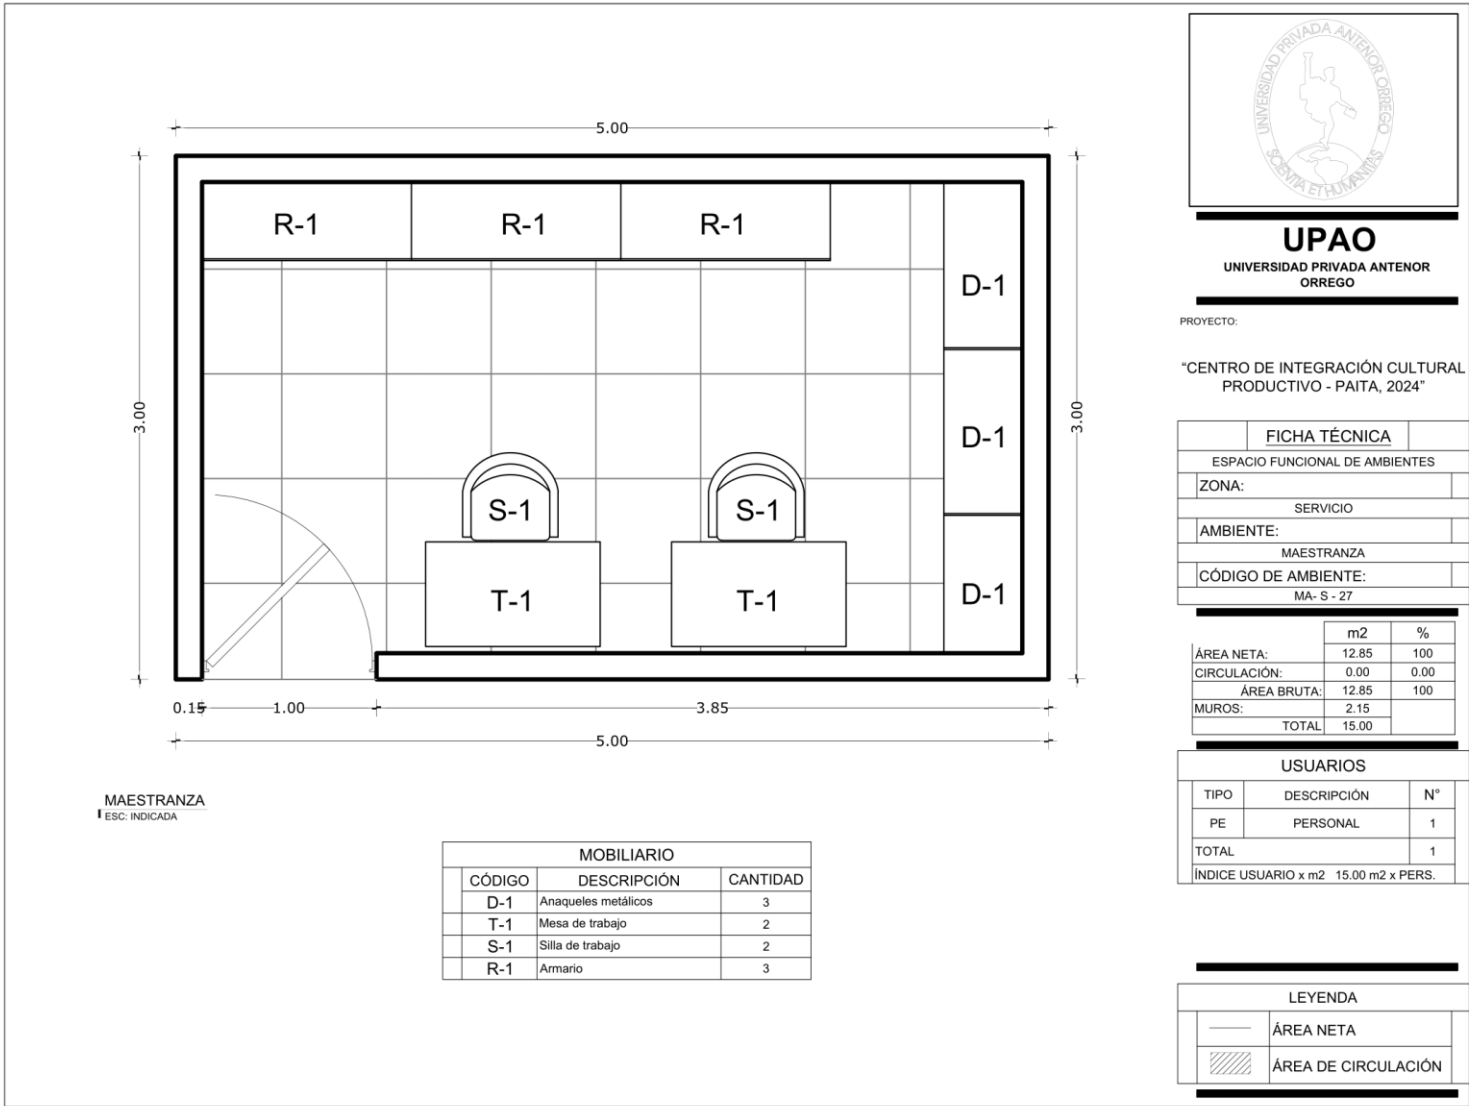 5.00
3.00
3.00
R-1
R-1
R-1
D-1
D-1
D-1
S-1
S-1
T-1
T-1
0.15
1.00
3.85
5.00
MAESTRANZA
ESC: INDICADA
MOBILIARIO
CÓDIGO DESCRIPCIÓN CANTIDAD
D-1 Anaqueles metálicos 3
T-1 Mesa de trabajo 2
S-1 Silla de trabajo 2
R-1 Armario 3
UNIVERSIDAD PRIVADA ANTENOR ORREGO
SCIENTIA ET HUMANITAS
UPAO
UNIVERSIDAD PRIVADA ANTENOR
ORREGO
PROYECTO:
“CENTRO DE INTEGRACIÓN CULTURAL
PRODUCTIVO - PAITA, 2024”
FICHA TÉCNICA
ESPACIO FUNCIONAL DE AMBIENTES
ZONA:
SERVICIO
AMBIENTE:
MAESTRANZA
CÓDIGO DE AMBIENTE:
MA- S - 27
m2 %
ÁREA NETA: 12.85 100
CIRCULACIÓN: 0.00 0.00
ÁREA BRUTA: 12.85 100
MUROS: 2.15
TOTAL 15.00
USUARIOS
TIPO DESCRIPCIÓN N°
PE PERSONAL 1
TOTAL 1
ÍNDICE USUARIO x m2 15.00 m2 x PERS.
LEYENDA
ÁREA NETA
ÁREA DE CIRCULACIÓN